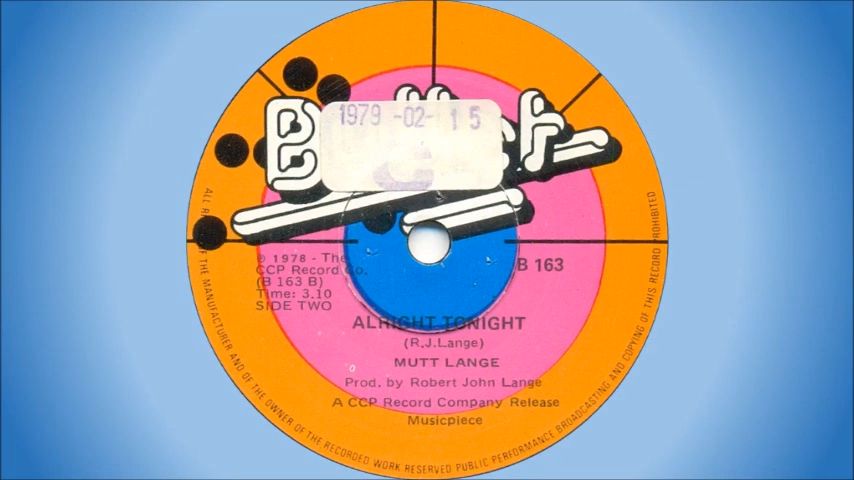 1979 -02- 15
℗ 1978 - The
CCP Record Co.
(B 163 B)
Time: 3.10
SIDE TWO
B 163
ALRIGHT TONIGHT
(R.J.Lange)
MUTT LANGE
Prod. by Robert John Lange
A CCP Record Company Release
Musicpiece
ALL OF THE MANUFACTURER AND OF THE OWNER OF THE RECORDED WORK RESERVED PUBLIC PERFORMANCE BROADCASTING AND COPYING OF THIS RECORD PROHIBITED